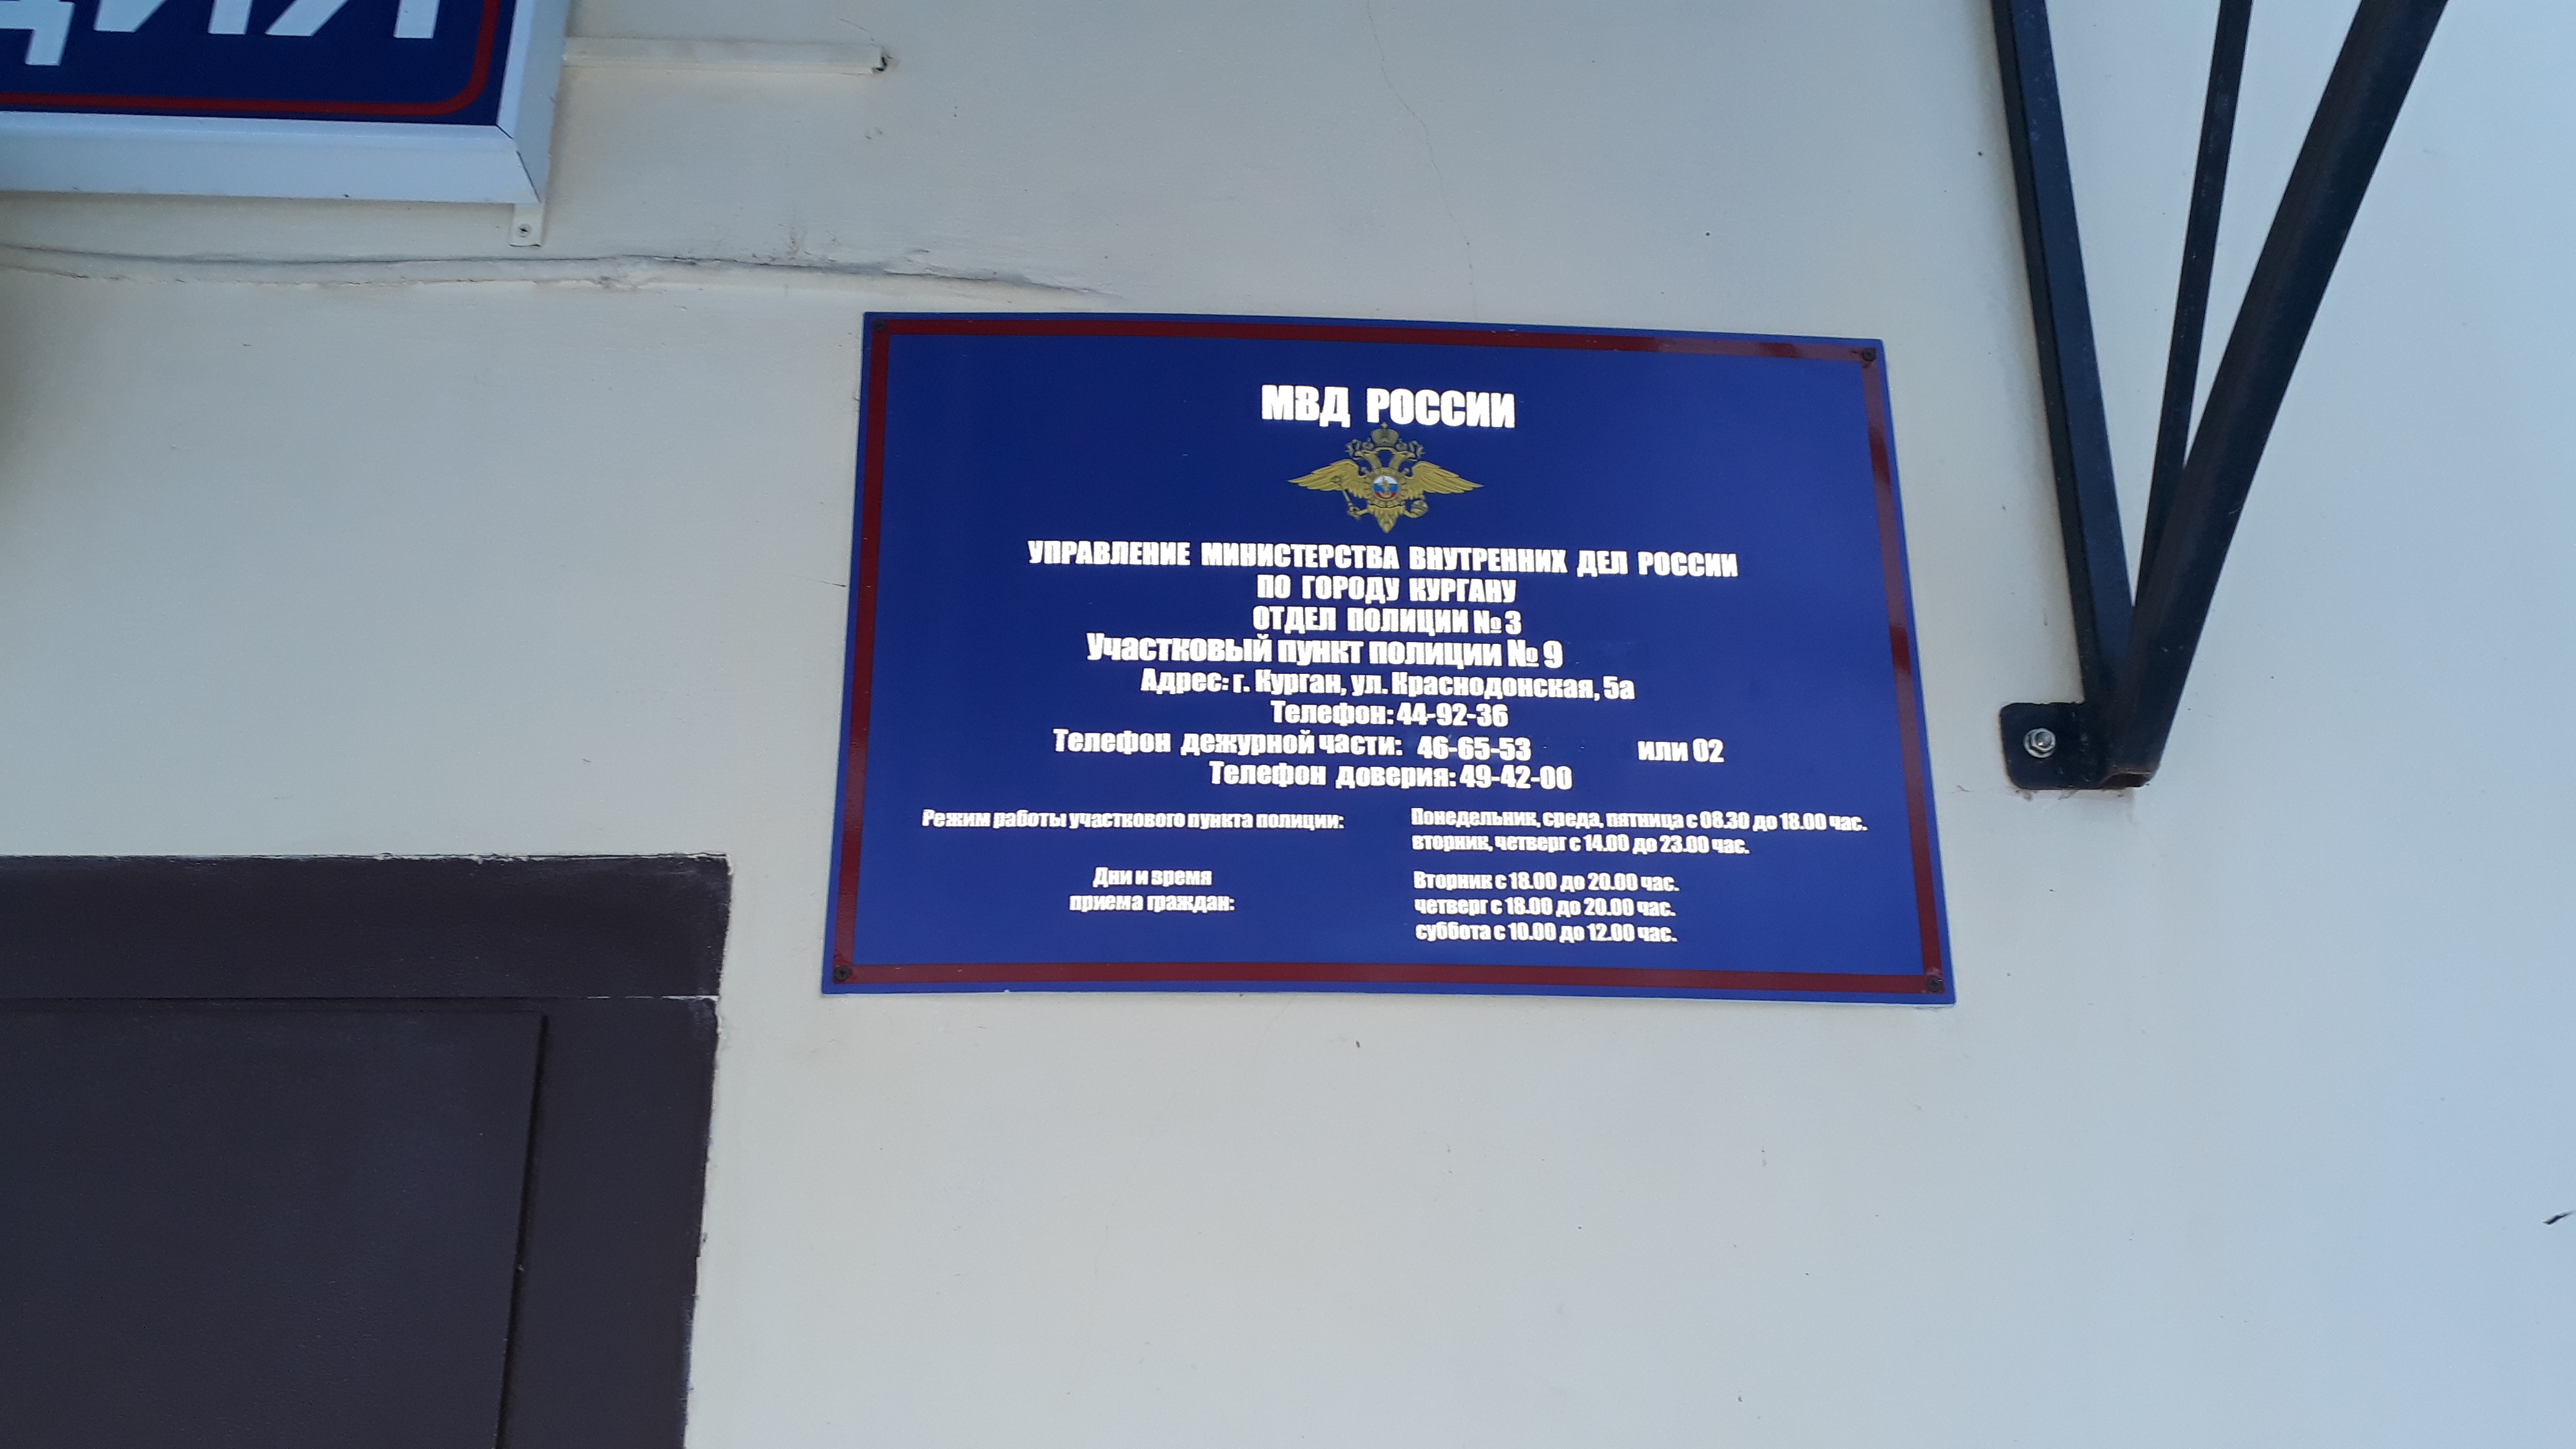 МВД РОССИИ
УПРАВЛЕНИЕ МИНИСТЕРСТВА ВНУТРЕННИХ ДЕЛ РОССИИ
ПО ГОРОДУ КУРГАНУ
ОТДЕЛ ПОЛИЦИИ № 3
Участковый пункт полиции № 9
Адрес: г. Курган, ул. Краснодонская, 5а
Телефон: 44-92-36
Телефон дежурной части: 46-65-53 или 02
Телефон доверия: 49-42-00
Режим работы участкового пункта полиции: Понедельник, среда, пятница с 08.30 до 18.00 час.
вторник, четверг с 14.00 до 23.00 час.
Дни и время Вторник с 18.00 до 20.00 час.
приема граждан: четверг с 18.00 до 20.00 час.
суббота с 10.00 до 12.00 час.